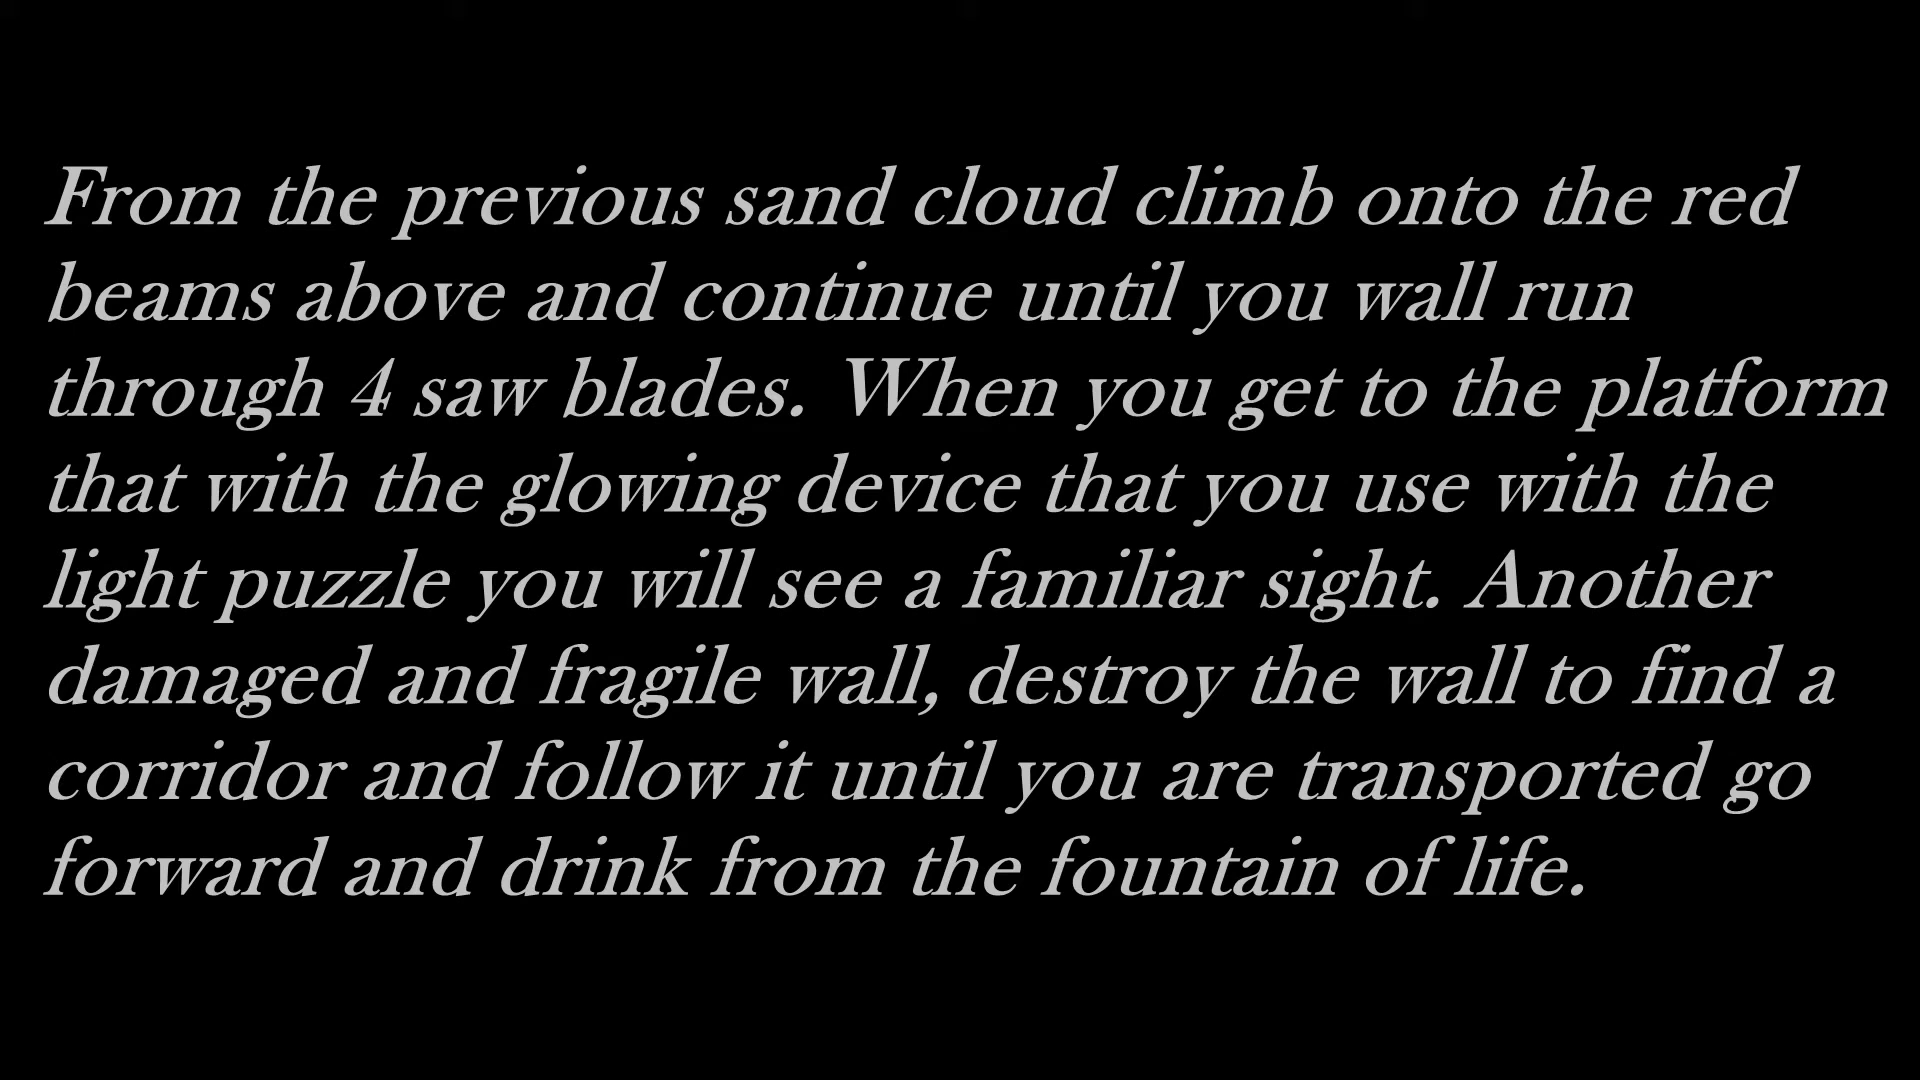 From the previous sand cloud climb onto the red
beams above and continue until you wall run
through 4 saw blades. When you get to the platform
that with the glowing device that you use with the
light puzzle you will see a familiar sight. Another
damaged and fragile wall, destroy the wall to find a
corridor and follow it until you are transported go
forward and drink from the fountain of life.